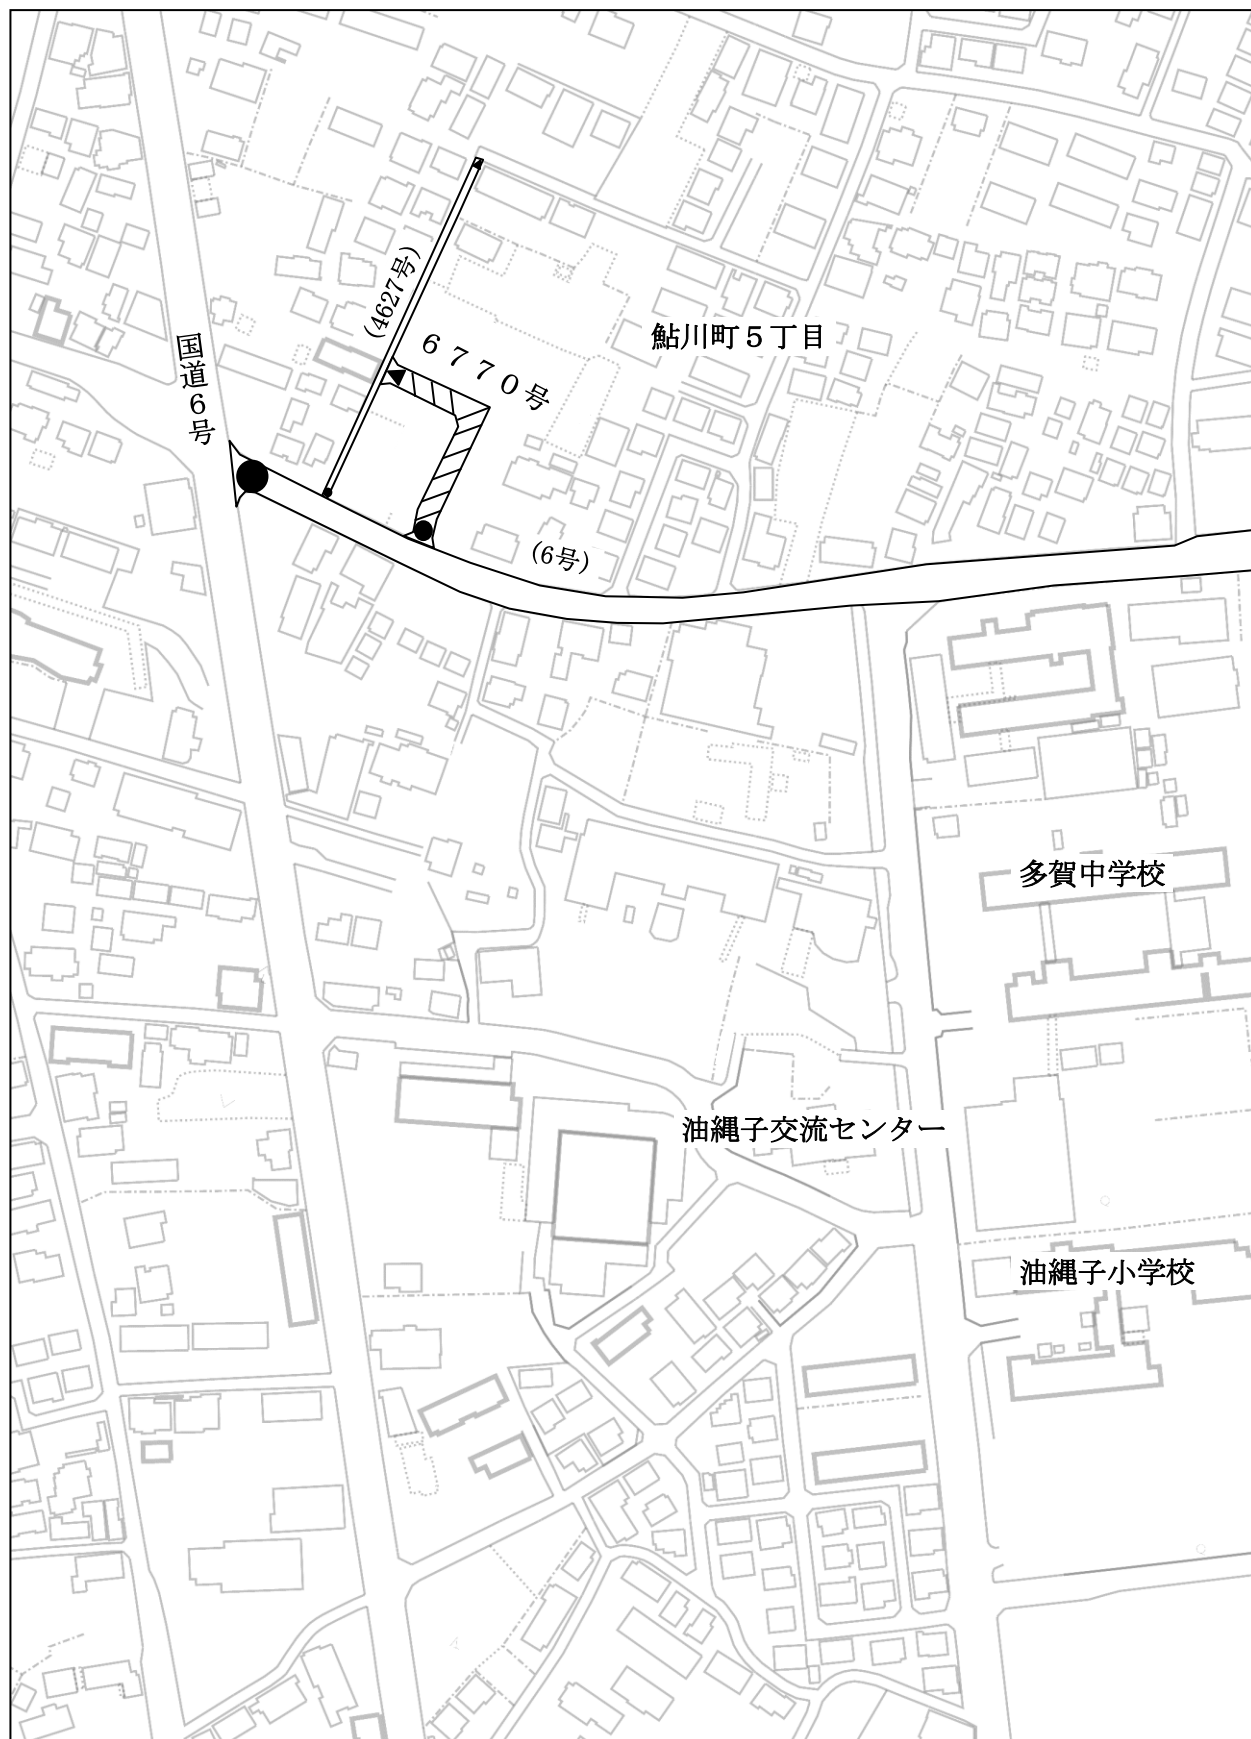 (4627号)
鮎川町５丁目
国道６号
６７７０号
(6号)
多賀中学校
油縄子交流センター
油縄子小学校